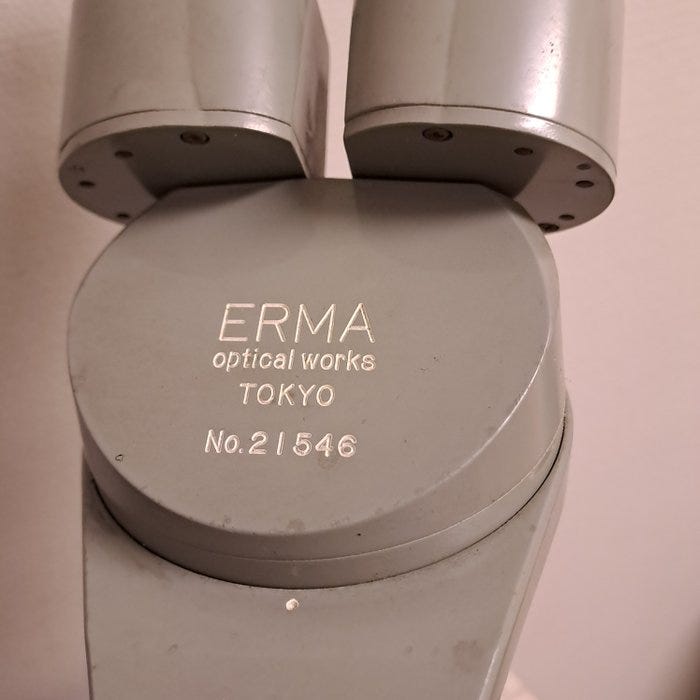 ERMA
optical works
TOKYO
No. 21546